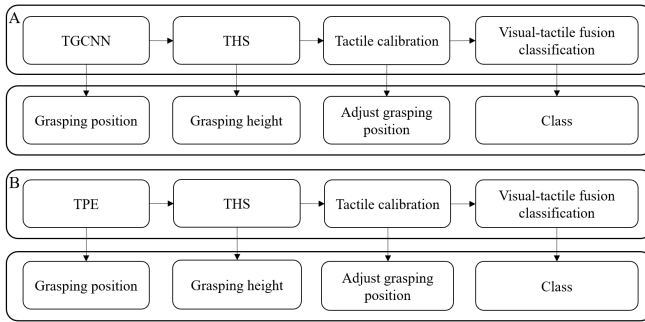 A
TGCNN
THS
Tactile calibration
Visual-tactile fusion
classification
Grasping position
Grasping height
Adjust grasping
position
Class
B
TPE
THS
Tactile calibration
Visual-tactile fusion
classification
Grasping position
Grasping height
Adjust grasping
position
Class